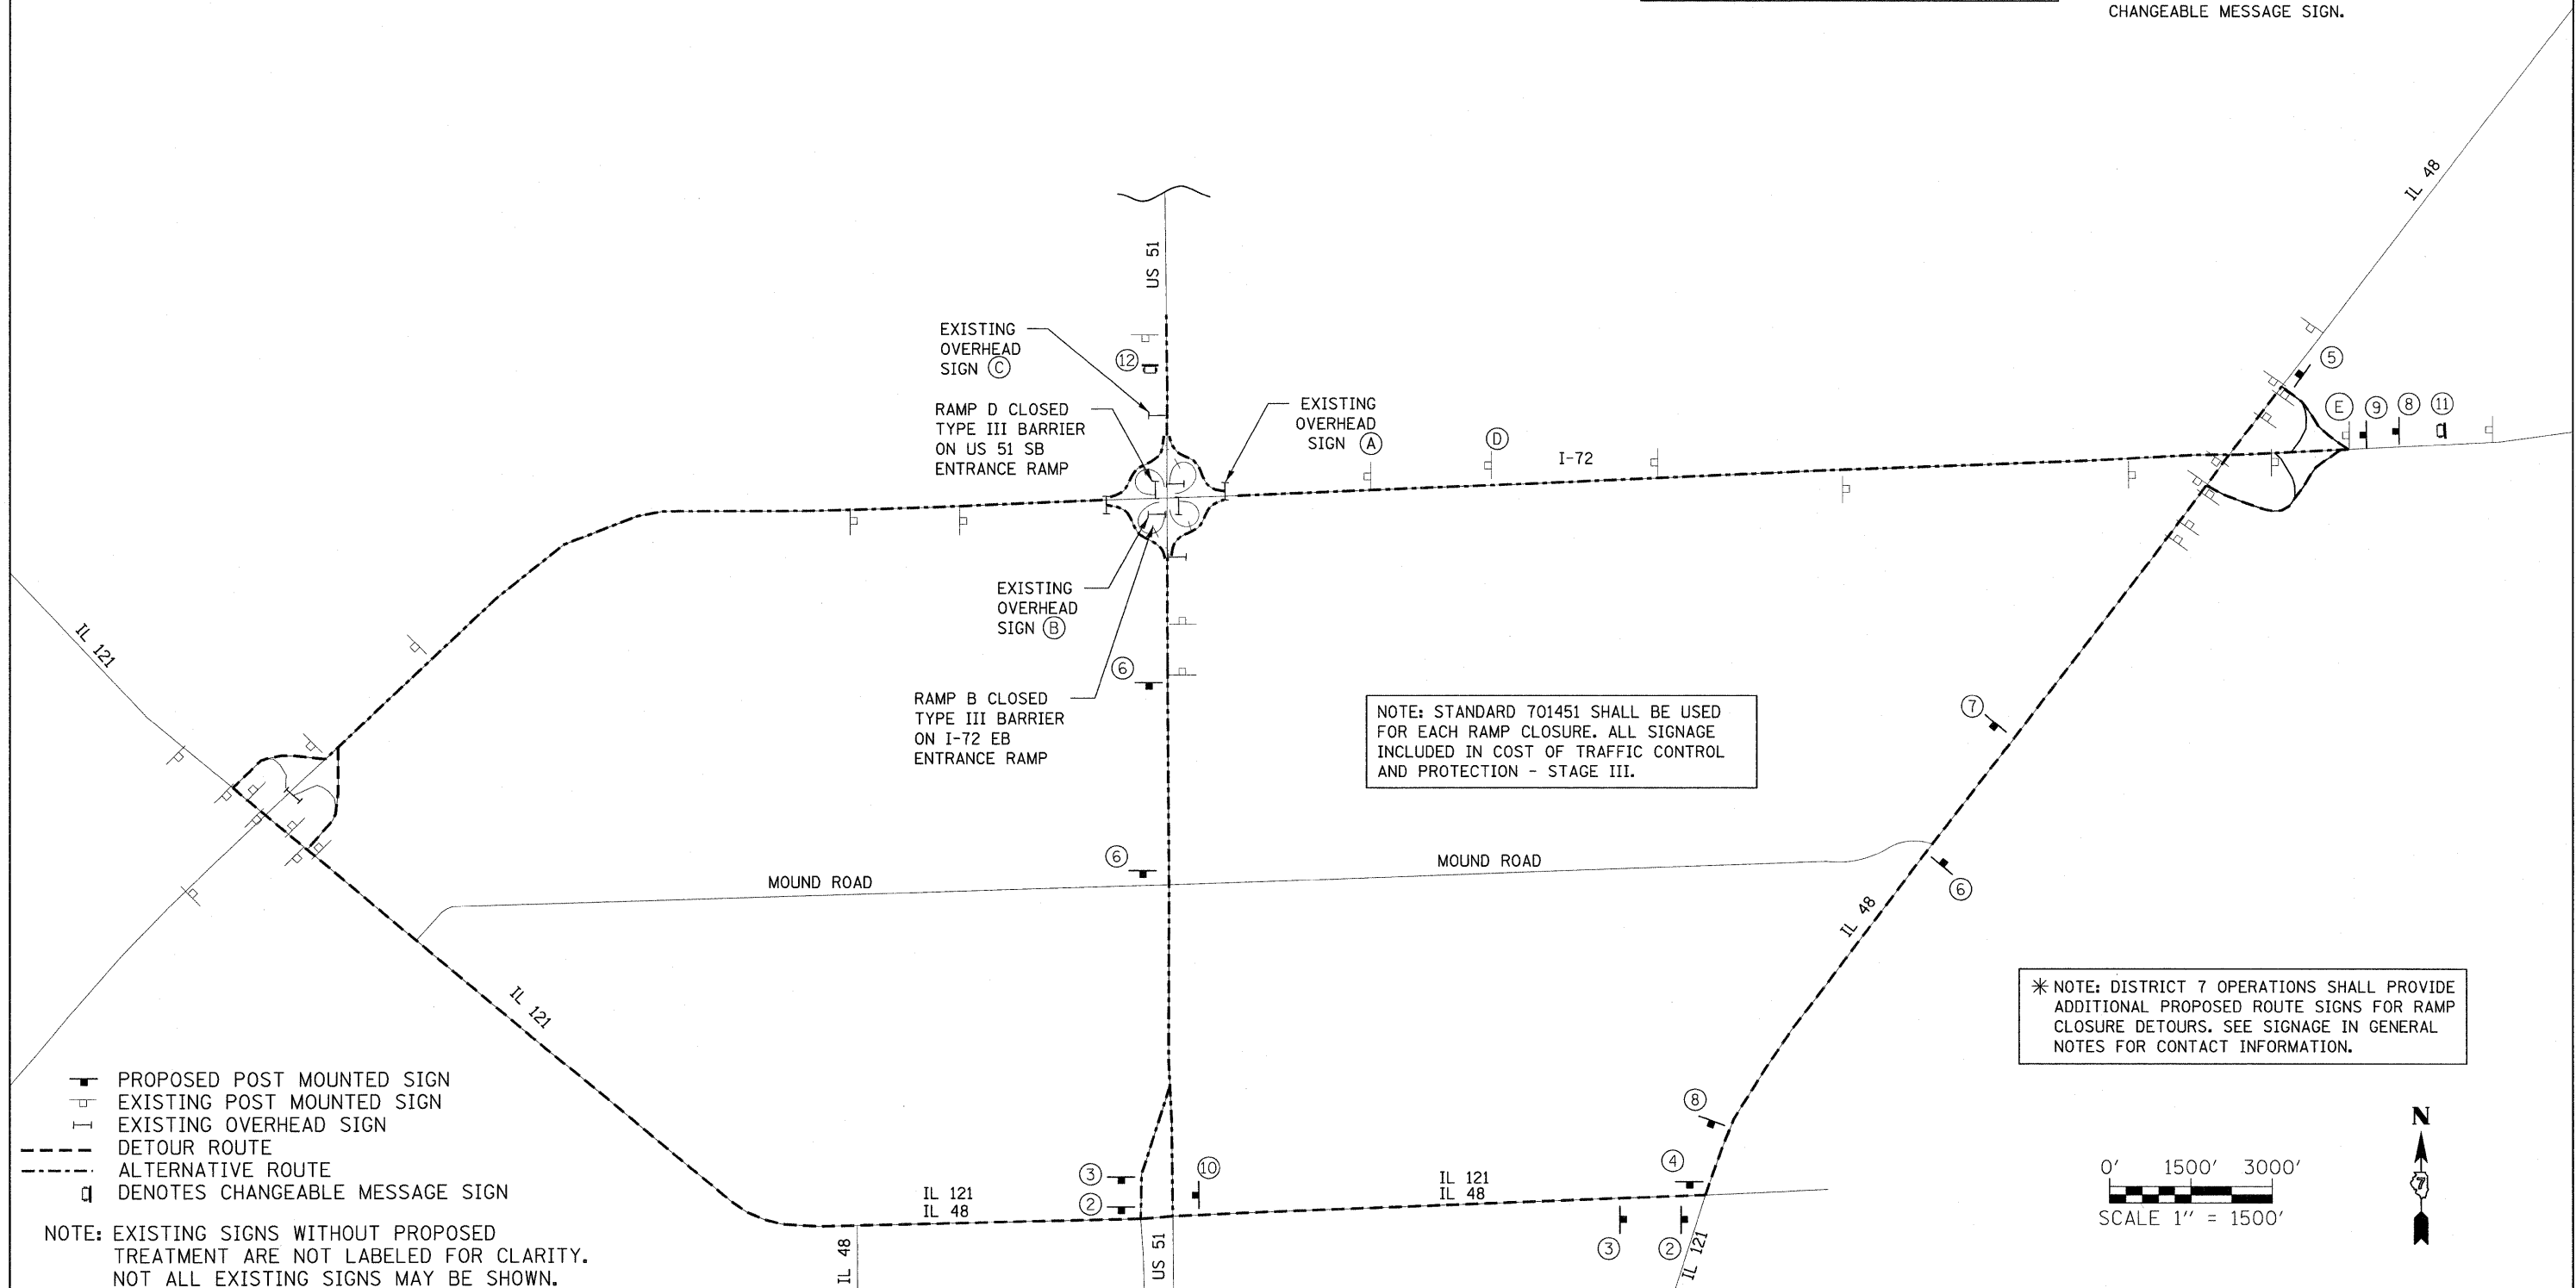 CHANGEABLE MESSAGE SIGN.
IL 48
US 51
EXISTING
OVERHEAD
SIGN C
12
RAMP D CLOSED
TYPE III BARRIER
ON US 51 SB
ENTRANCE RAMP
EXISTING
OVERHEAD
SIGN A
D
I-72
5
E
9
8
11
EXISTING
OVERHEAD
SIGN B
IL 121
6
RAMP B CLOSED
TYPE III BARRIER
ON I-72 EB
ENTRANCE RAMP
NOTE: STANDARD 701451 SHALL BE USED
FOR EACH RAMP CLOSURE. ALL SIGNAGE
INCLUDED IN COST OF TRAFFIC CONTROL
AND PROTECTION - STAGE III.
7
6
MOUND ROAD
MOUND ROAD
6
IL 48
IL 121
* NOTE: DISTRICT 7 OPERATIONS SHALL PROVIDE
ADDITIONAL PROPOSED ROUTE SIGNS FOR RAMP
CLOSURE DETOURS. SEE SIGNAGE IN GENERAL
NOTES FOR CONTACT INFORMATION.
PROPOSED POST MOUNTED SIGN
EXISTING POST MOUNTED SIGN
EXISTING OVERHEAD SIGN
DETOUR ROUTE
ALTERNATIVE ROUTE
DENOTES CHANGEABLE MESSAGE SIGN
NOTE: EXISTING SIGNS WITHOUT PROPOSED
TREATMENT ARE NOT LABELED FOR CLARITY.
NOT ALL EXISTING SIGNS MAY BE SHOWN.
8
3
10
4
2
IL 121
IL 48
IL 121
IL 48
3
2
IL 48
US 51
IL 121
N
7
0' 1500' 3000'
SCALE 1" = 1500'